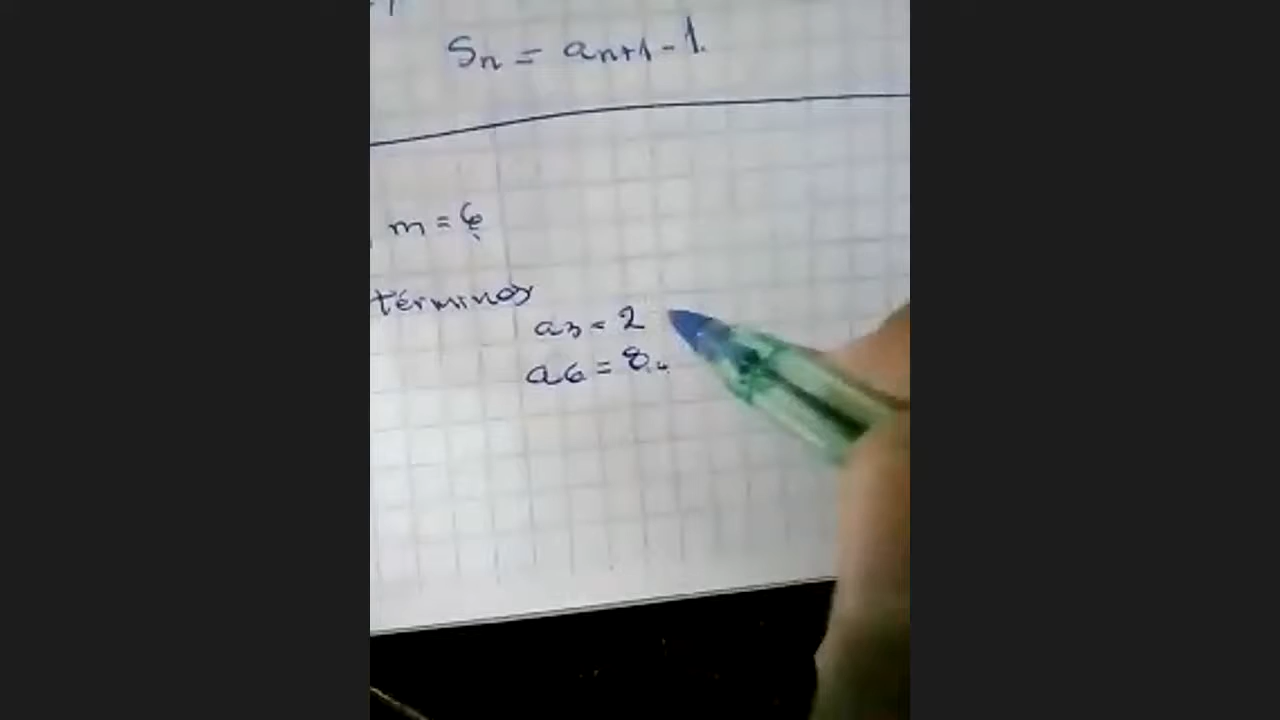 Sn = an+1 - 1.
m = 6
términos
a3 = 2
a6 = 8